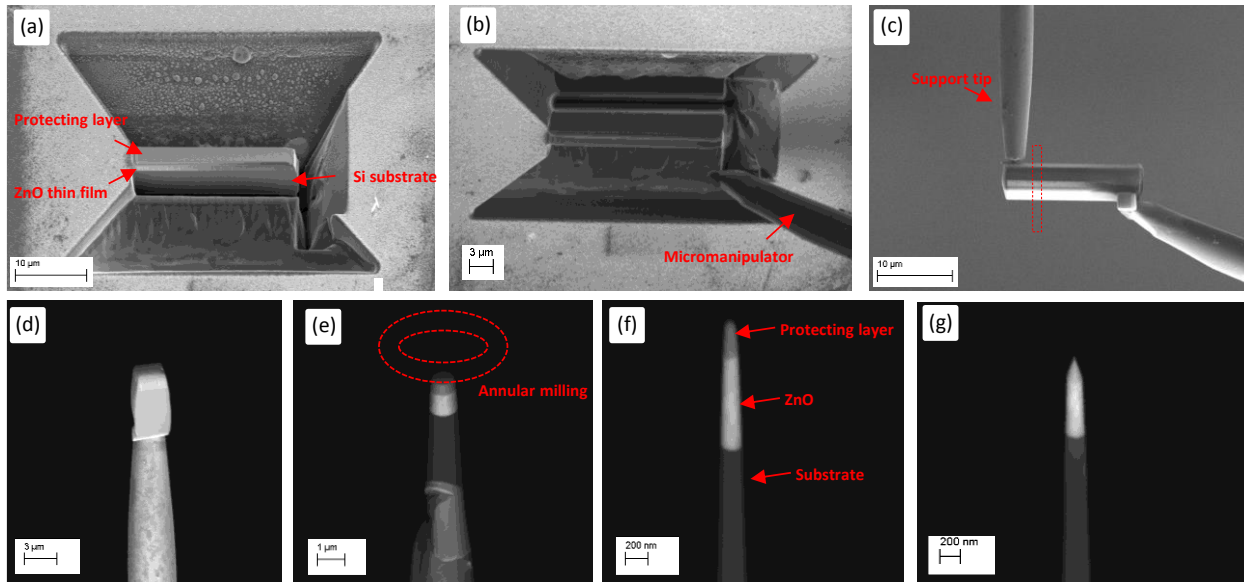 (a)
Protecting layer
ZnO thin film
Si substrate
10 µm
(b)
3 µm
Micromanipulator
(c)
Support tip
10 µm
(d)
3 µm
(e)
Annular milling
1 µm
(f)
Protecting layer
ZnO
Substrate
200 nm
(g)
200 nm